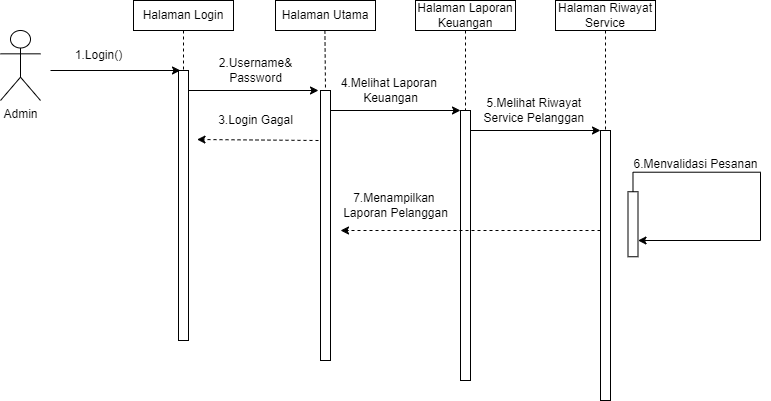 Halaman Login
Halaman Utama
Halaman Laporan
Keuangan
Halaman Riwayat
Service
Admin
1.Login()
2.Username&
Password
3.Login Gagal
4.Melihat Laporan
Keuangan
5.Melihat Riwayat
Service Pelanggan
6.Menvalidasi Pesanan
7.Menampilkan
Laporan Pelanggan